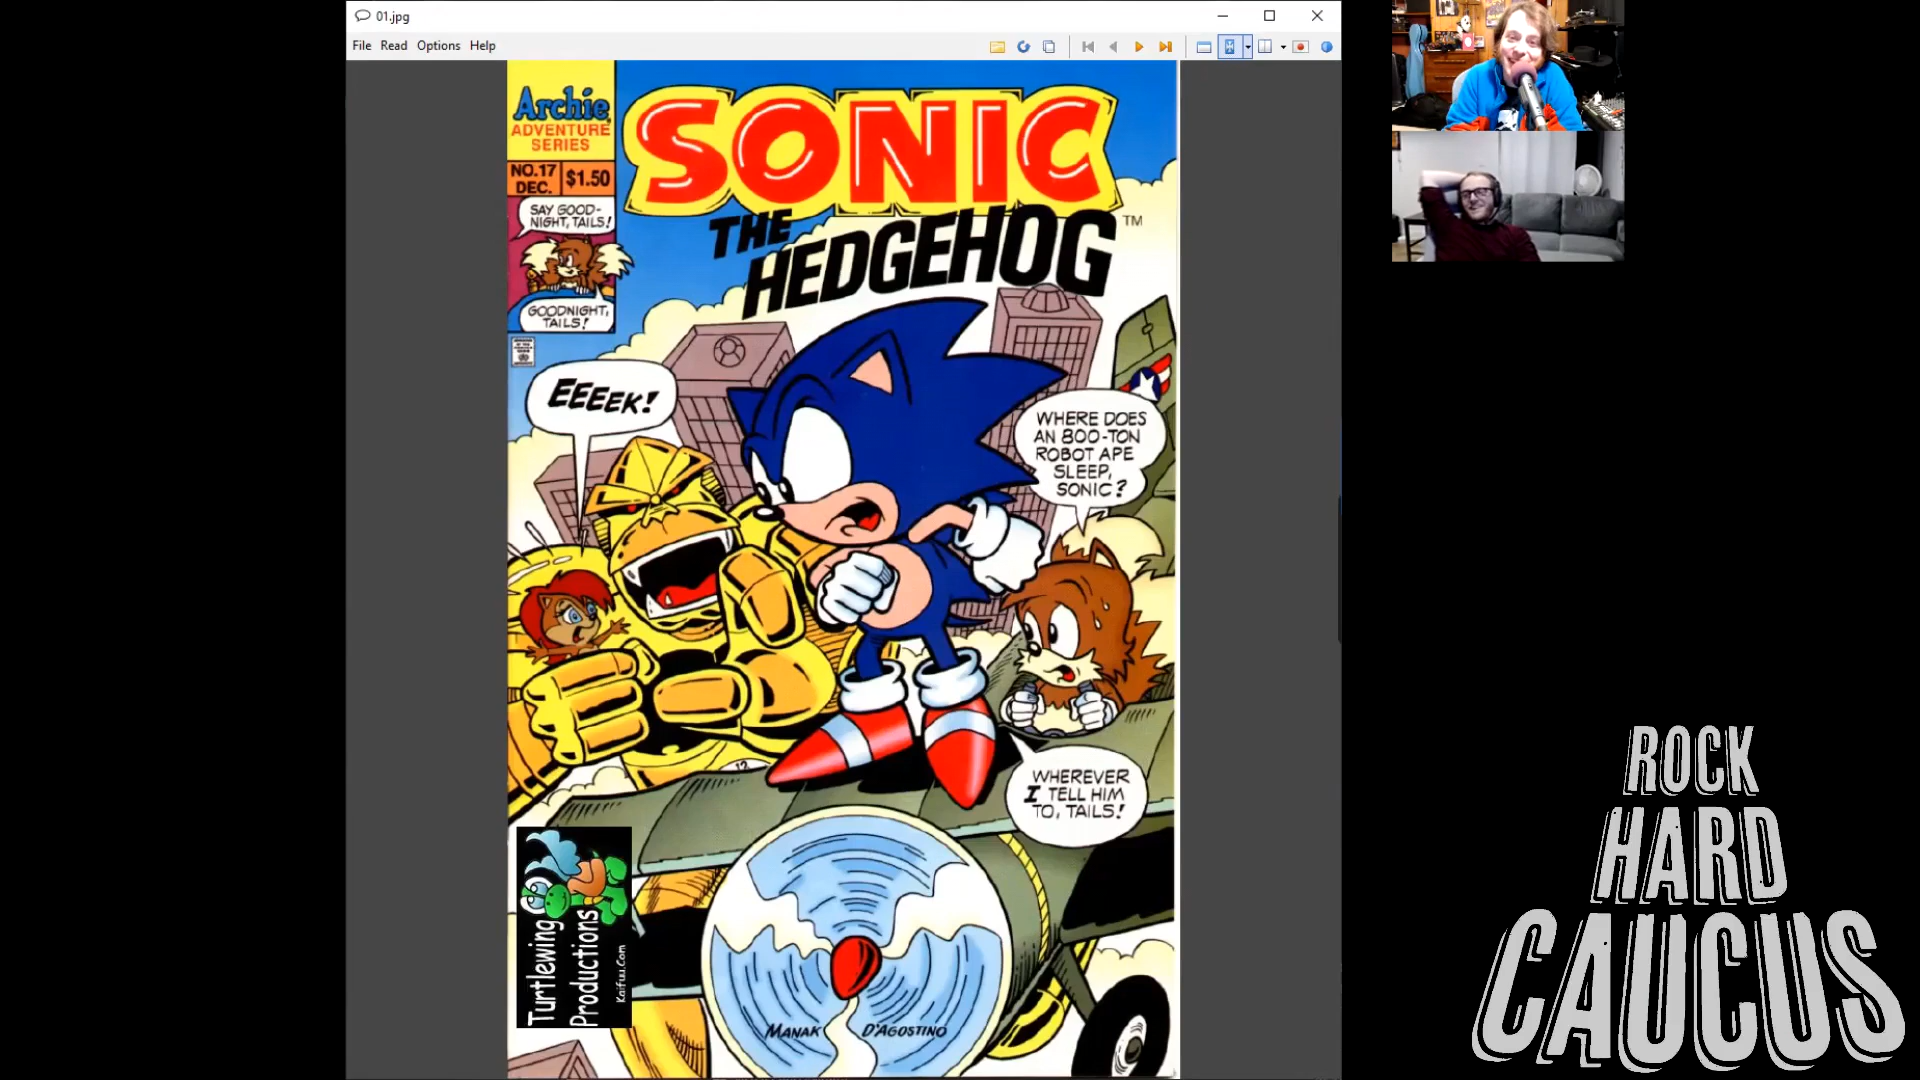 01.jpg
File Read Options Help
Archie
ADVENTURE
SERIES
NO.17
DEC.
$1.50
SAY GOOD-
NIGHT, TAILS!
GOODNIGHT,
TAILS!
SONIC
THE
HEDGEHOG
TM
EEEEK!
WHERE DOES
AN 800-TON
ROBOT APE
SLEEP,
SONIC?
WHEREVER
I TELL HIM
TO, TAILS!
12
Turtlewing
Productions
Kaifuu.Com
MANAK D'AGOSTINO
ROCK
HARD
CAUCUS